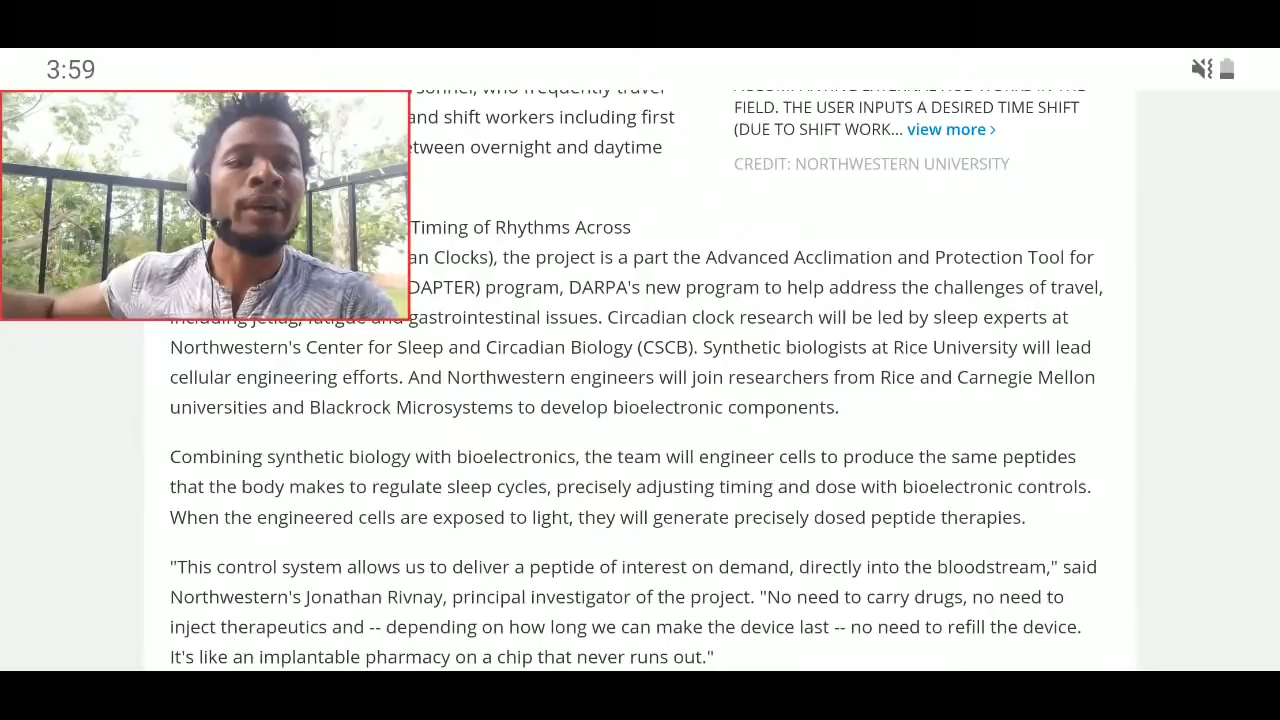 3:59
sonnel, who frequently travel
and shift workers including first
tween overnight and daytime
FIELD. THE USER INPUTS A DESIRED TIME SHIFT
(DUE TO SHIFT WORK... view more >
CREDIT: NORTHWESTERN UNIVERSITY
Timing of Rhythms Across
an Clocks), the project is a part the Advanced Acclimation and Protection Tool for
DAPTER) program, DARPA's new program to help address the challenges of travel,
including jetlag, fatigue and gastrointestinal issues. Circadian clock research will be led by sleep experts at
Northwestern's Center for Sleep and Circadian Biology (CSCB). Synthetic biologists at Rice University will lead
cellular engineering efforts. And Northwestern engineers will join researchers from Rice and Carnegie Mellon
universities and Blackrock Microsystems to develop bioelectronic components.
Combining synthetic biology with bioelectronics, the team will engineer cells to produce the same peptides
that the body makes to regulate sleep cycles, precisely adjusting timing and dose with bioelectronic controls.
When the engineered cells are exposed to light, they will generate precisely dosed peptide therapies.
"This control system allows us to deliver a peptide of interest on demand, directly into the bloodstream," said
Northwestern's Jonathan Rivnay, principal investigator of the project. "No need to carry drugs, no need to
inject therapeutics and -- depending on how long we can make the device last -- no need to refill the device.
It's like an implantable pharmacy on a chip that never runs out."